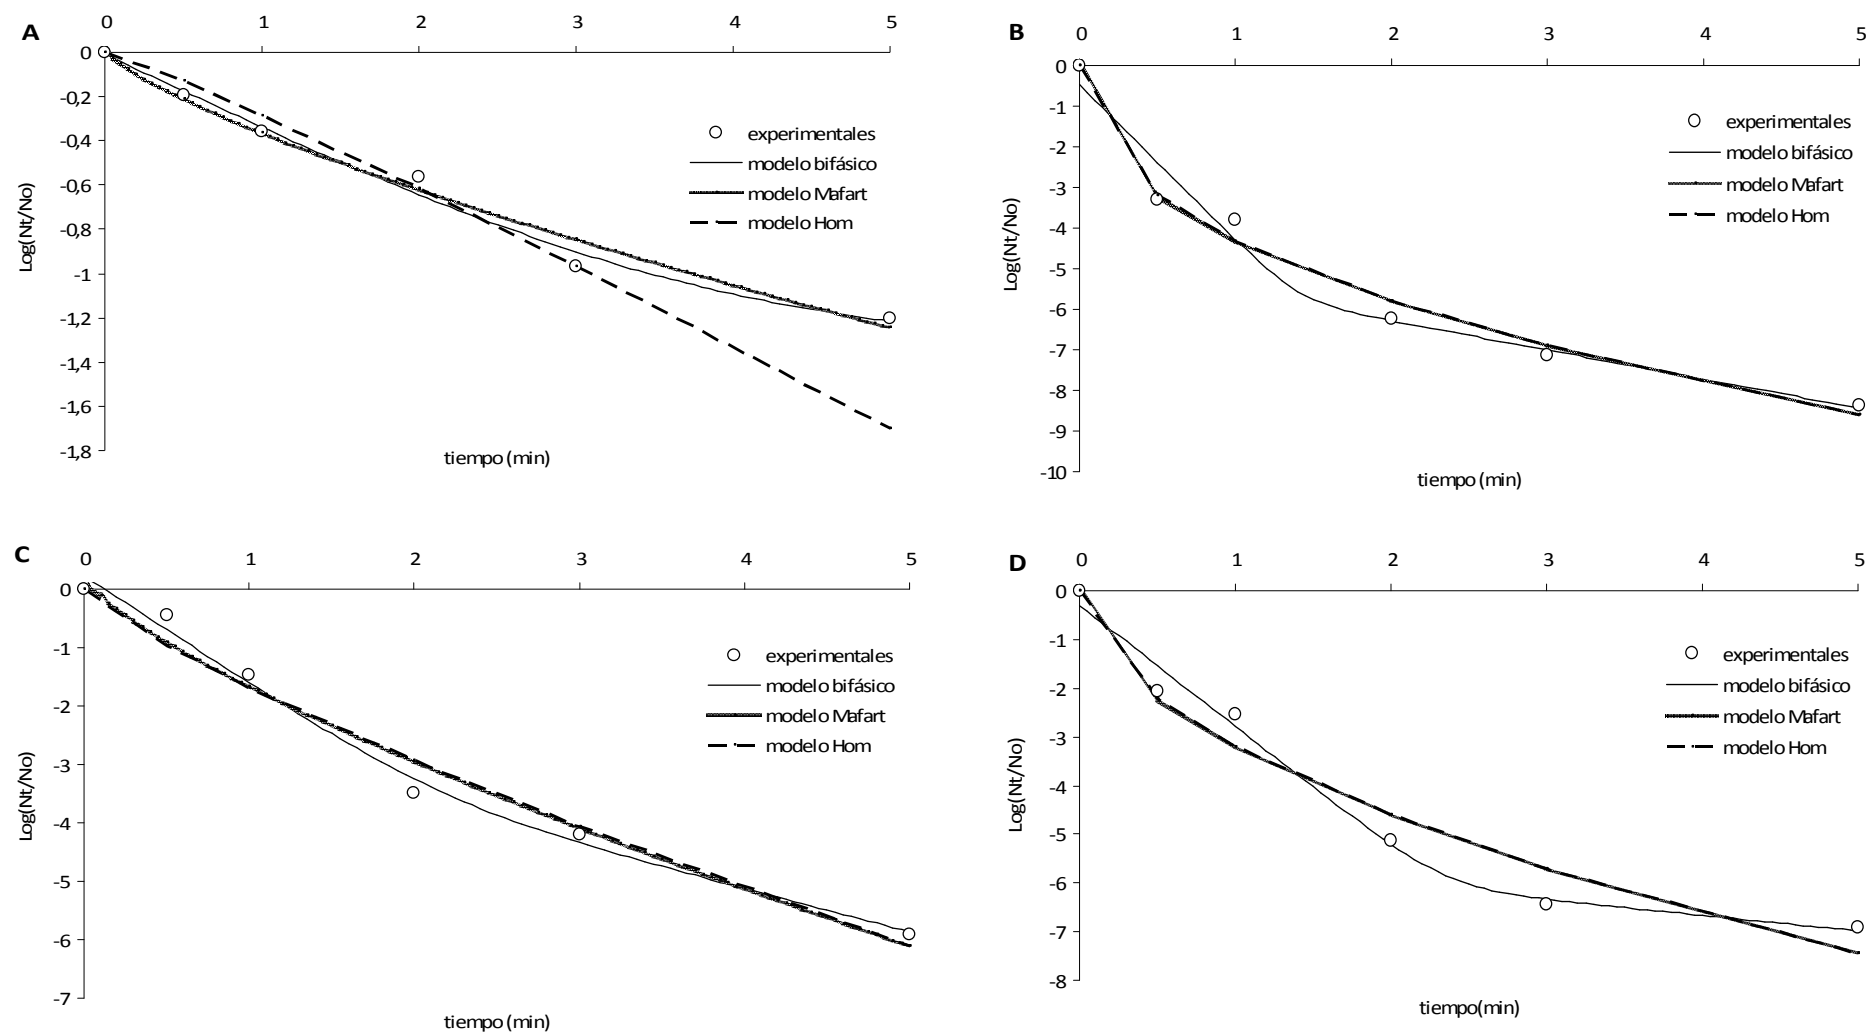 A
0 1 2 3 4 5
0
-0,2
-0,4
-0,6
-0,8
-1
-1,2
-1,4
-1,6
-1,8
Log(Nt/No)
tiempo (min)
experimentales
modelo bifásico
modelo Mafart
modelo Hom
B
0 1 2 3 4 5
0
-1
-2
-3
-4
-5
-6
-7
-8
-9
-10
Log(Nt/No)
tiempo (min)
experimentales
modelo bifásico
modelo Mafart
modelo Hom
C
0 1 2 3 4 5
0
-1
-2
-3
-4
-5
-6
-7
Log(Nt/No)
tiempo (min)
experimentales
modelo bifásico
modelo Mafart
modelo Hom
D
0 1 2 3 4 5
0
-1
-2
-3
-4
-5
-6
-7
-8
Log(Nt/No)
tiempo(min)
experimentales
modelo bifásico
modelo Mafart
modelo Hom